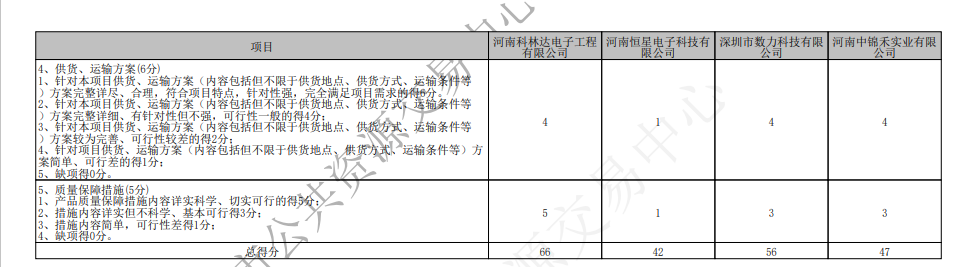 项目
河南科林达电子工程有限公司
河南恒星电子科技有限公司
深圳市数力科技有限公司
河南中锦禾实业有限公司
4、供货、运输方案(6分)
1、针对本项目供货、运输方案（内容包括但不限于供货地点、供货方式、运输条件等
）方案完整详尽、合理，符合项目特点，针对性强，完全满足项目需求的得6分。
2、针对本项目供货、运输方案（内容包括但不限于供货地点、供货方式、运输条件等
）方案完整详细、有针对性但不强，可行性一般的得4分；
3、针对本项目供货、运输方案（内容包括但不限于供货地点、供货方式、运输条件等
）方案较为完善、可行性较差的得2分；
4、针对项目供货、运输方案（内容包括但不限于供货地点、供货方式、运输条件等）方
案简单、可行差的得1分；
5、缺项得0分。
4 1 4 4
5、质量保障措施(5分)
1、产品质量保障措施内容详实科学、切实可行的得5分；
2、措施内容详实但不科学、基本可行得3分；
3、措施内容简单，可行性差得1分；
4、缺项得0分。
5 1 3 3
总得分 66 42 56 47
市公共资源交易中心
源交易中心